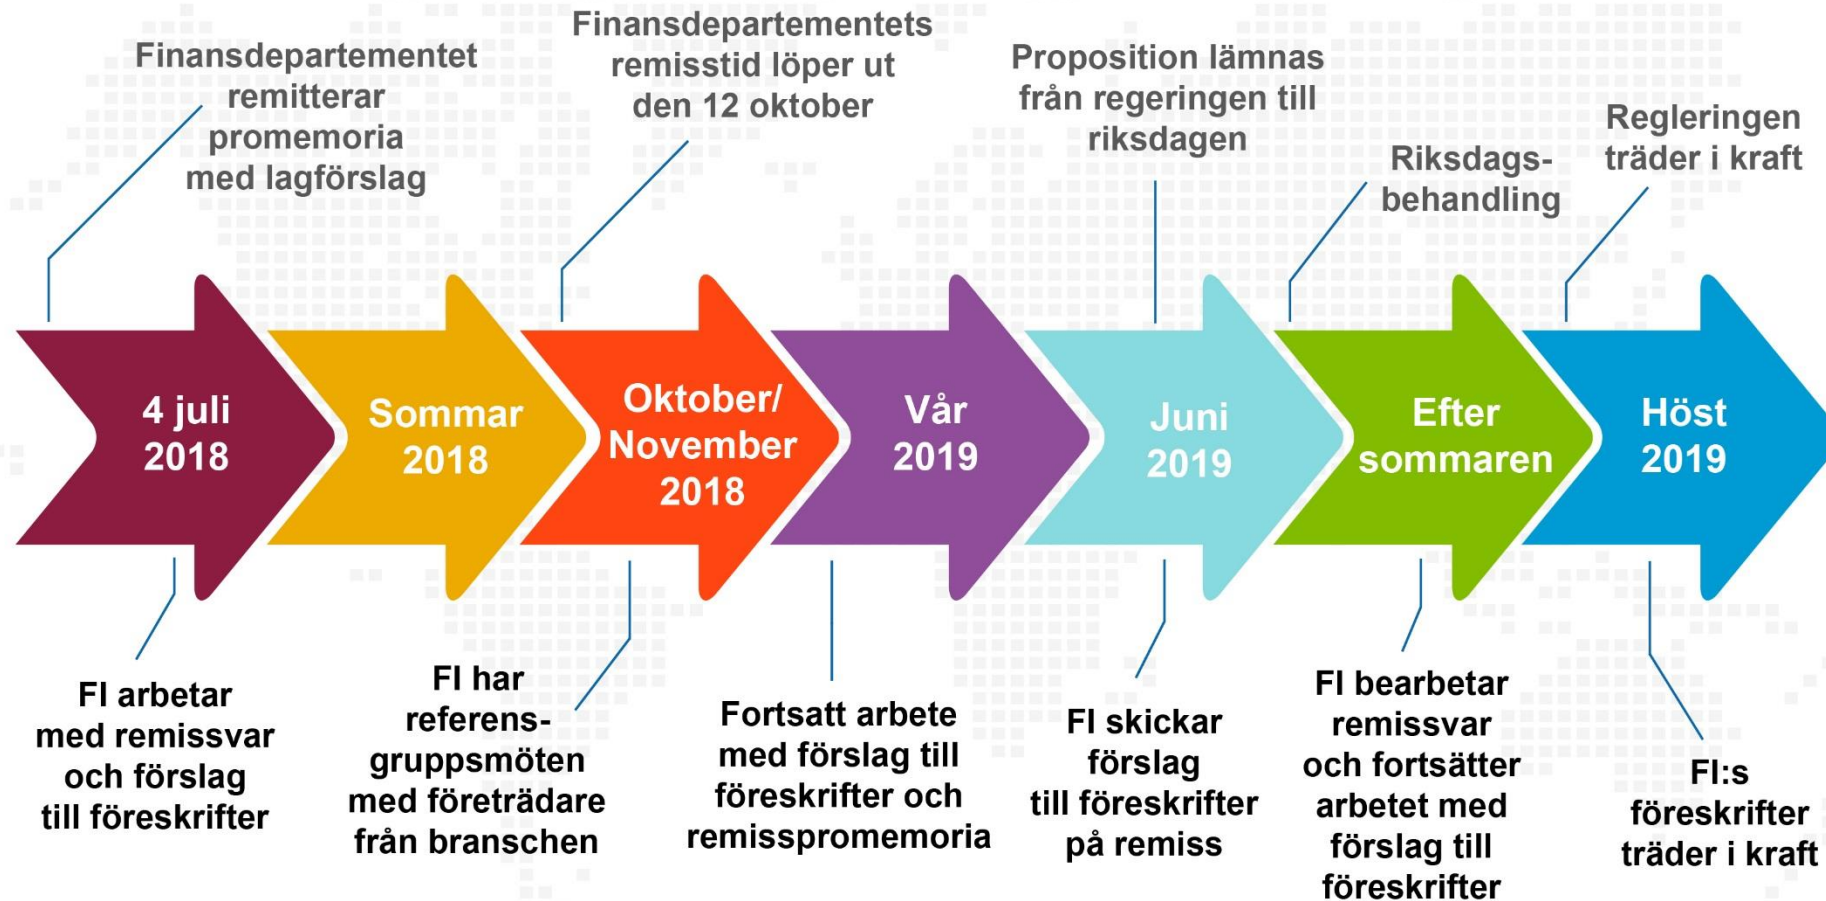 Finansdepartementet
remitterar
promemoria
med lagförslag
Finansdepartementets
remisstid löper ut
den 12 oktober
Proposition lämnas
från regeringen till
riksdagen
Riksdags-
behandling
Regleringen
träder i kraft
4 juli
2018
Sommar
2018
Oktober/
November
2018
Vår
2019
Juni
2019
Efter
sommaren
Höst
2019
FI arbetar
med remissvar
och förslag
till föreskrifter
FI har
referens-
gruppsmöten
med företrädare
från branschen
Fortsatt arbete
med förslag till
föreskrifter och
remisspromemoria
FI skickar
förslag
till föreskrifter
på remiss
FI bearbetar
remissvar
och fortsätter
arbetet med
förslag till
föreskrifter
FI:s
föreskrifter
träder i kraft